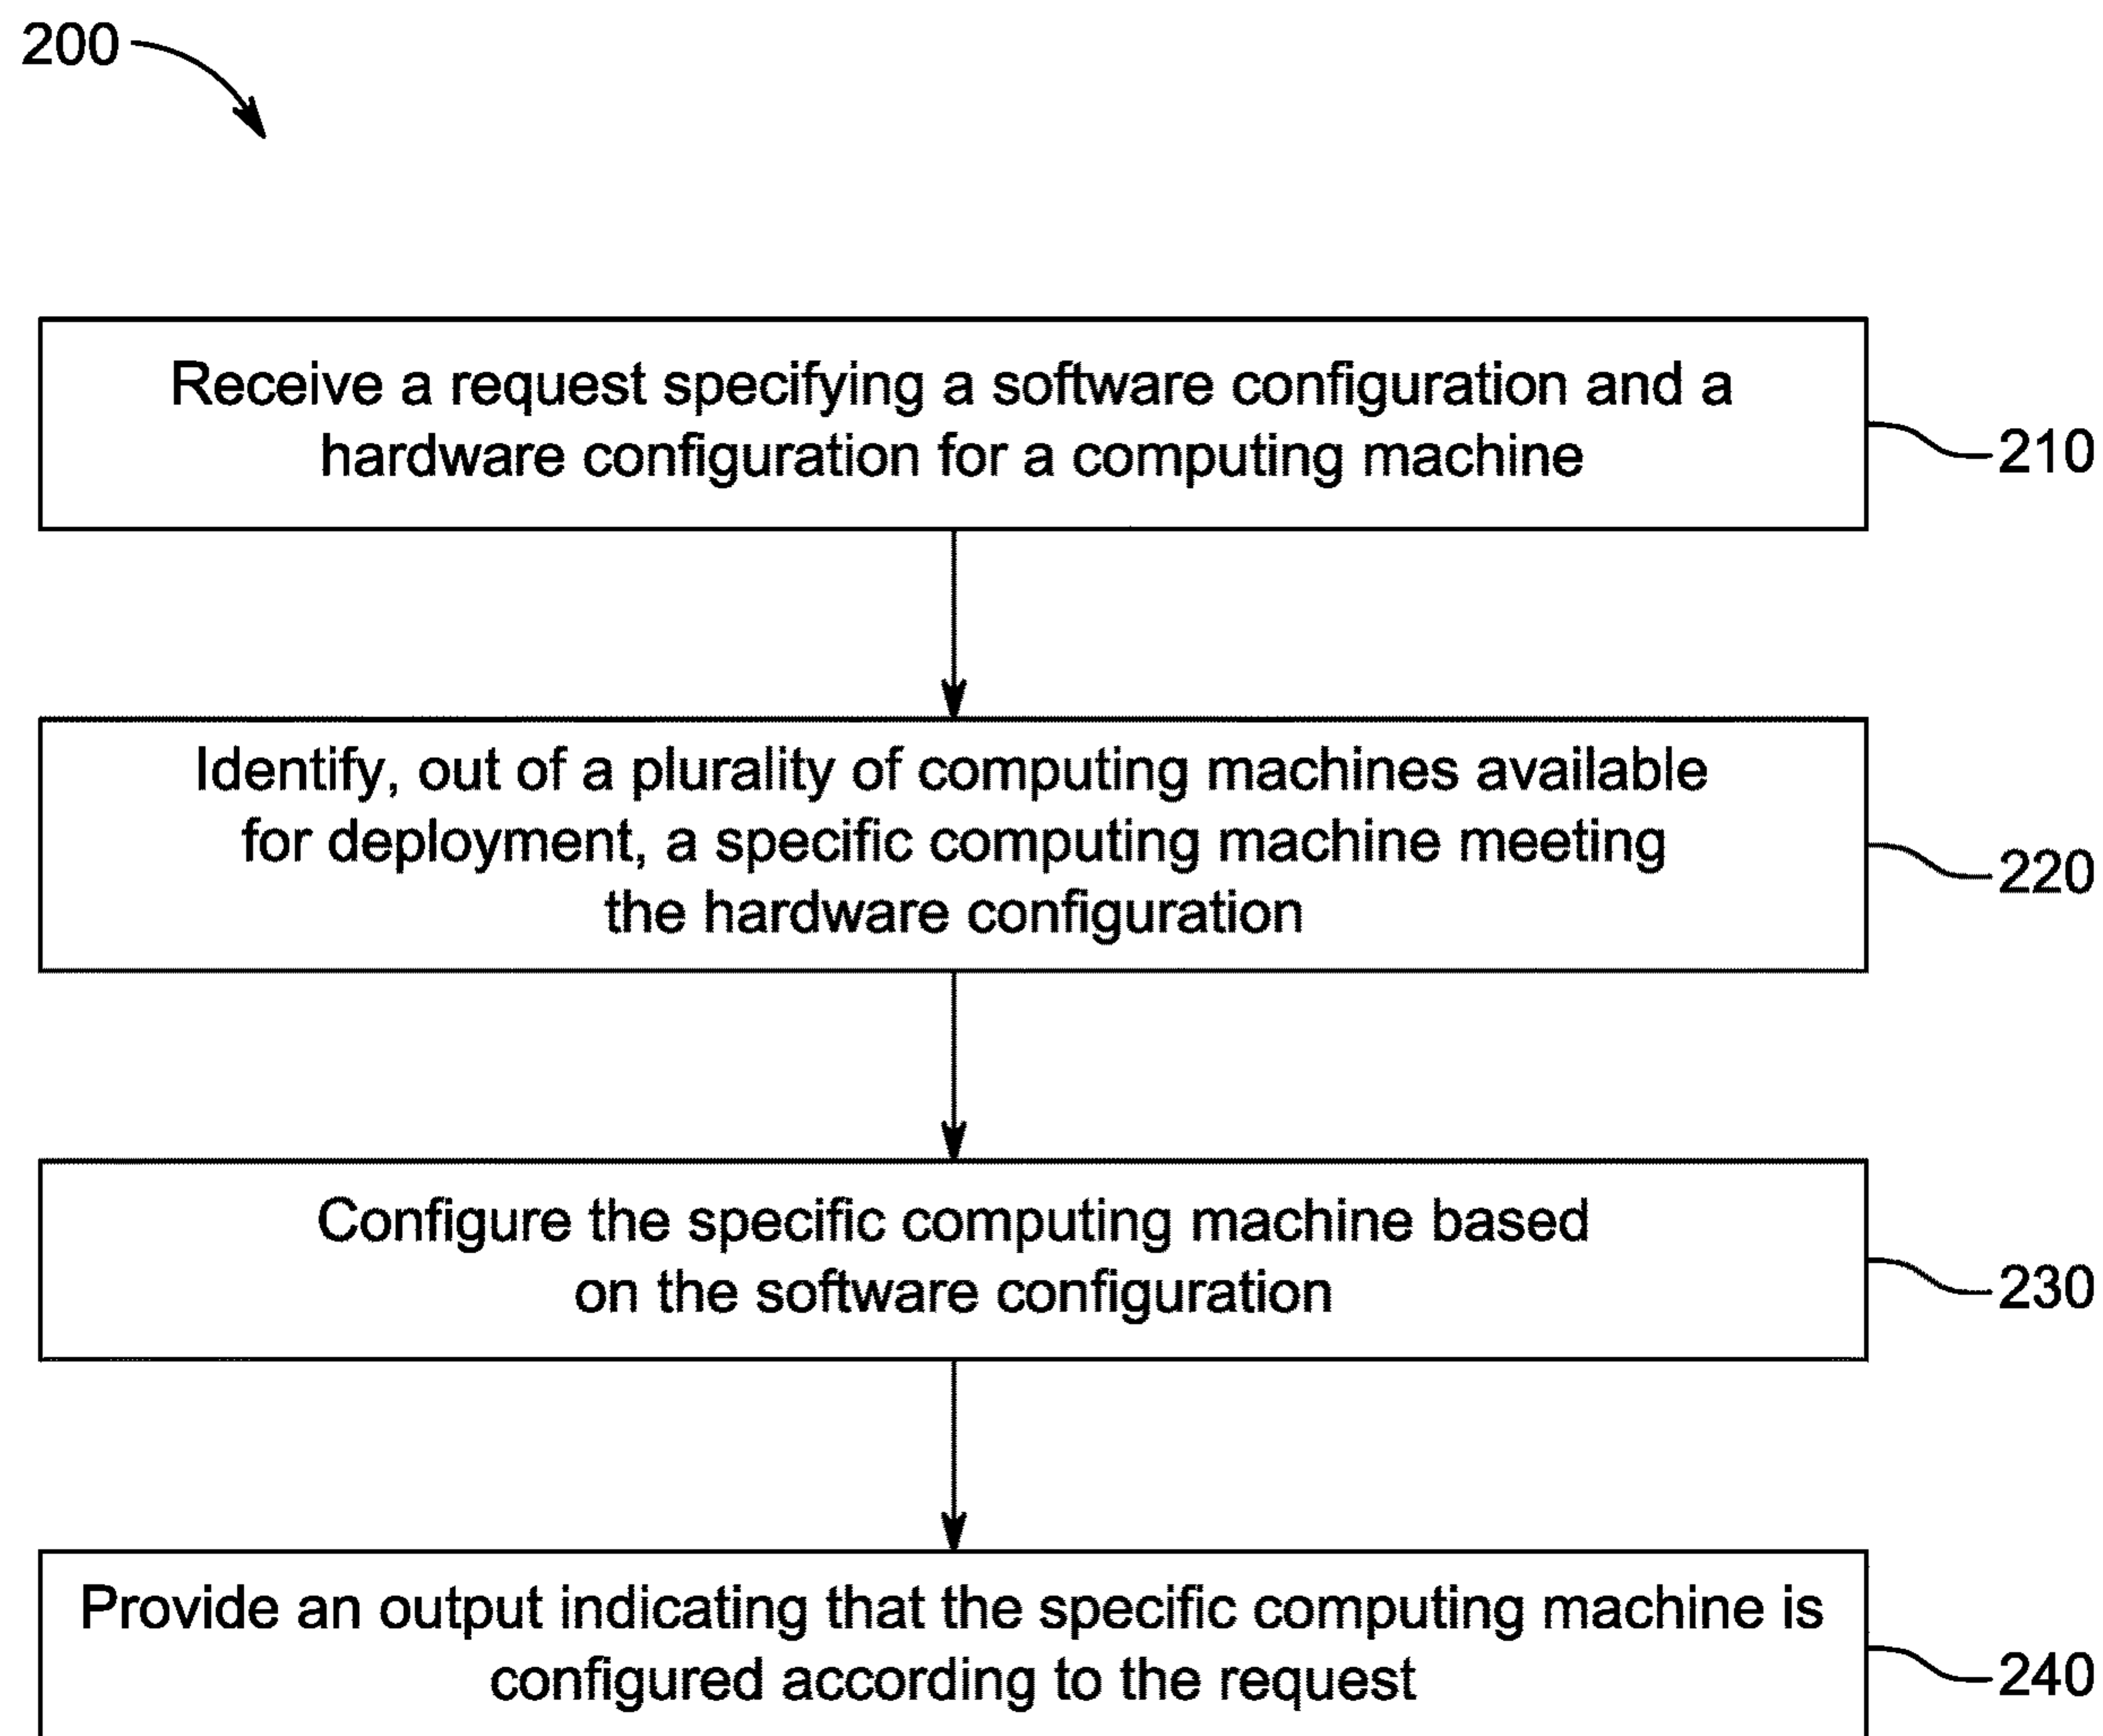 200
Receive a request specifying a software configuration and a
hardware configuration for a computing machine
210
Identify, out of a plurality of computing machines available
for deployment, a specific computing machine meeting
the hardware configuration
220
Configure the specific computing machine based
on the software configuration
230
Provide an output indicating that the specific computing machine is
configured according to the request
240